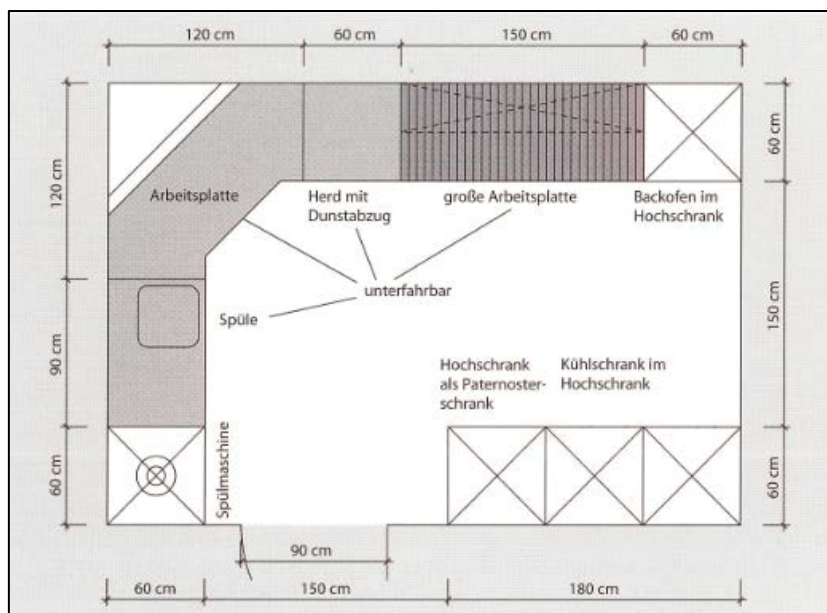 120 cm
60 cm
150 cm
60 cm
120 cm
90 cm
60 cm
60 cm
150 cm
60 cm
Arbeitsplatte
Herd mit
Dunstabzug
große Arbeitsplatte
Backofen im
Hochschrank
unterfahrbar
Spüle
Hochschrank
als Paternoster-
schrank
Kühlschrank im
Hochschrank
Spülmaschine
90 cm
60 cm
150 cm
180 cm